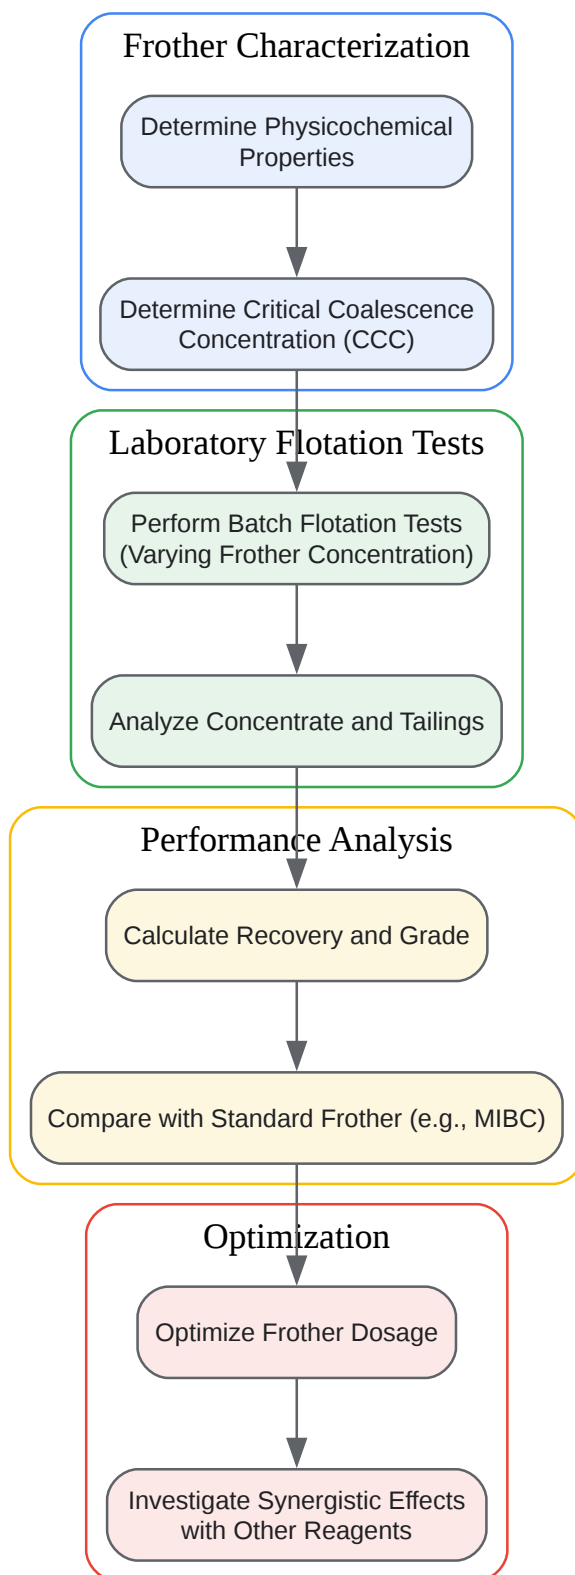 Frother Characterization
Determine Physicochemical
Properties
Determine Critical Coalescence
Concentration (CCC)
Laboratory Flotation Tests
Perform Batch Flotation Tests
(Varying Frother Concentration)
Analyze Concentrate and Tailings
Performance Analysis
Calculate Recovery and Grade
Compare with Standard Frother (e.g., MIBC)
Optimization
Optimize Frother Dosage
Investigate Synergistic Effects
with Other Reagents